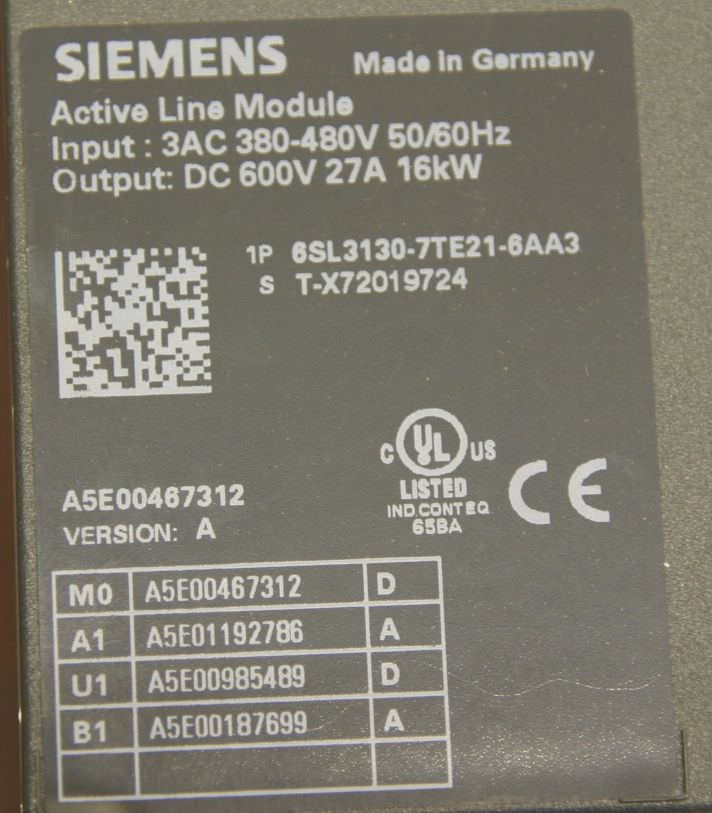 SIEMENS Made in Germany
Active Line Module
Input : 3AC 380-480V 50/60Hz
Output: DC 600V 27A 16kW
1P 6SL3130-7TE21-6AA3
S T-X72019724
C UL US
LISTED
IND.CONT.EQ.
65BA
CE
A5E00467312
VERSION: A
M0 A5E00467312 D
A1 A5E01192786 A
U1 A5E00985489 D
B1 A5E00187699 A